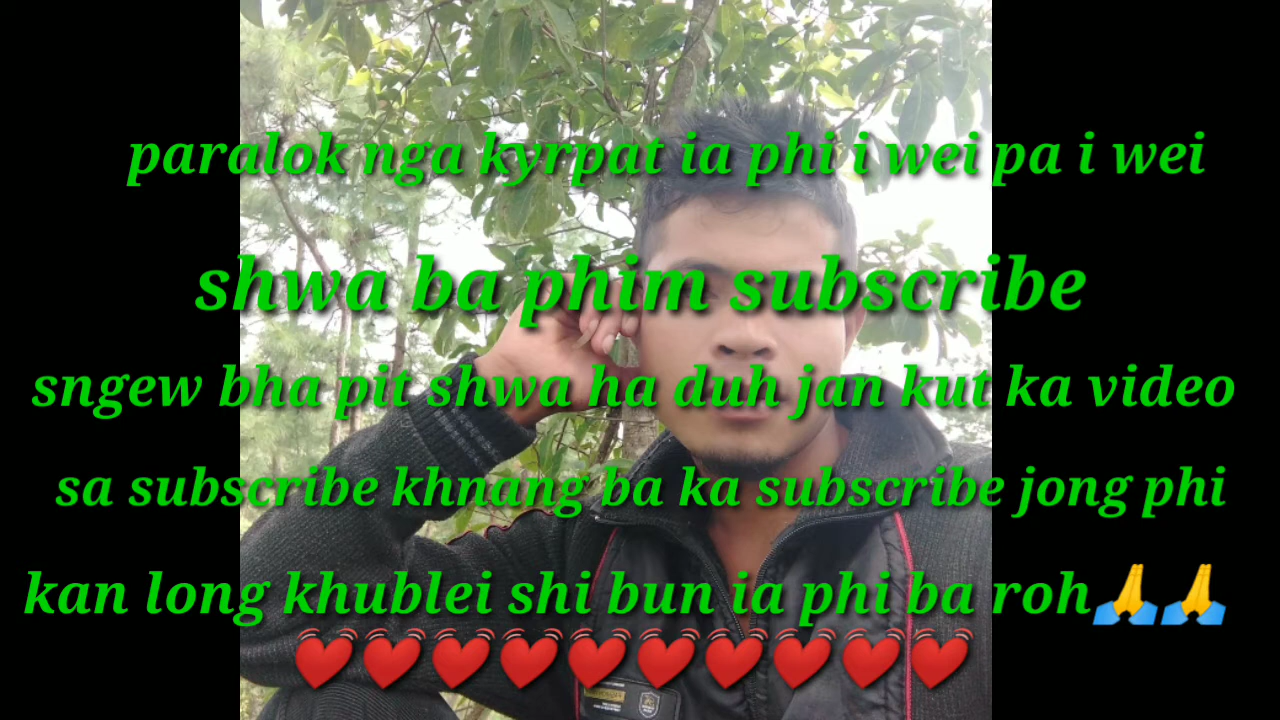 paralok nga kyrpat ia phi i wei pa i wei
shwa ba phim subscribe
sngew bha pit shwa ha duh jan kut ka video
sa subscribe khnang ba ka subscribe jong phi
kan long khublei shi bun ia phi ba roh🙏🙏
💓💓💓💓💓💓💓💓💓💓